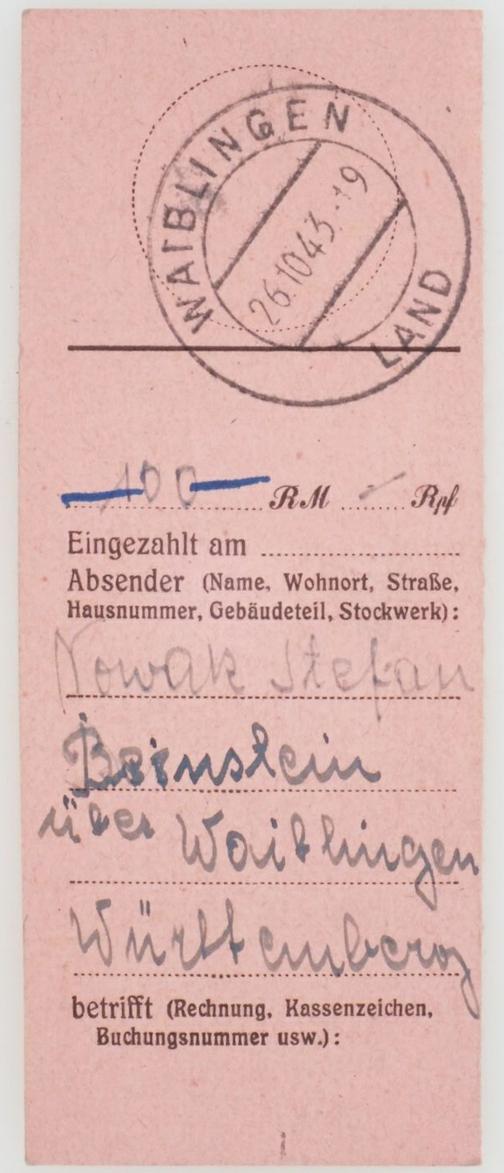 WAIBLINGEN
26.10.43.-19
LAND
100 RM - Rpf
Eingezahlt am
Absender (Name, Wohnort, Straße,
Hausnummer, Gebäudeteil, Stockwerk):
Nowak Stefan
Beinstein
über Waiblingen
Württemberg
betrifft (Rechnung, Kassenzeichen,
Buchungsnummer usw.):